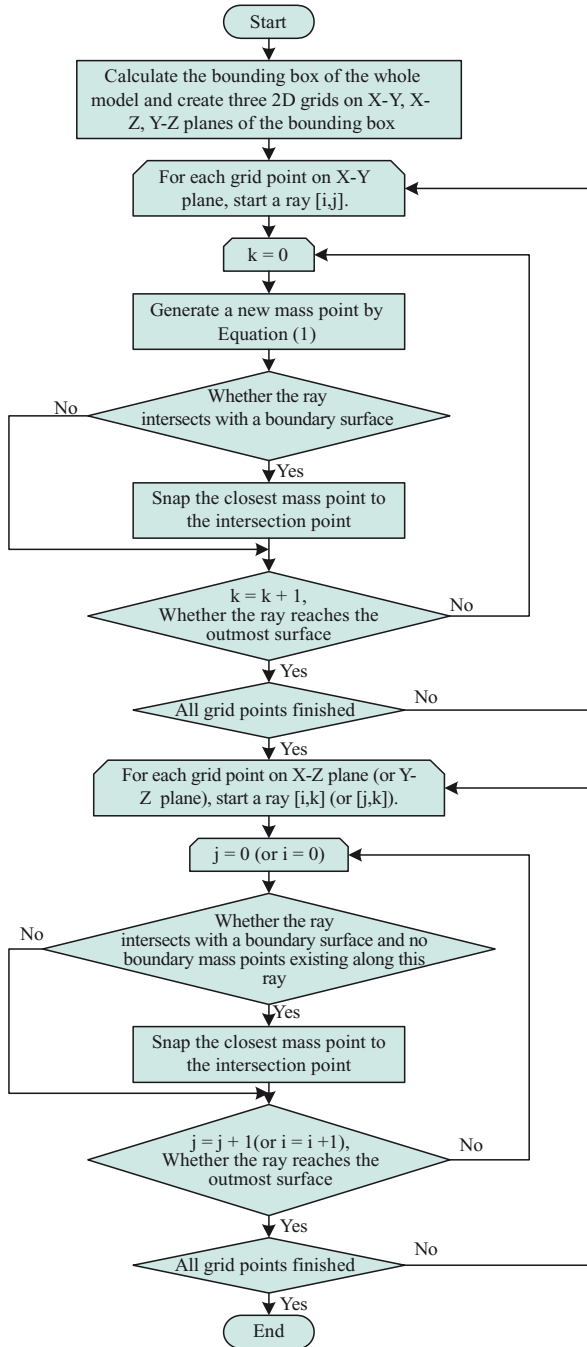 Start
Calculate the bounding box of the whole
model and create three 2D grids on X-Y, X-
Z, Y-Z planes of the bounding box
For each grid point on X-Y
plane, start a ray [i,j].
k = 0
Generate a new mass point by
Equation (1)
Whether the ray
intersects with a boundary surface
No
Yes
Snap the closest mass point to
the intersection point
k = k + 1,
Whether the ray reaches the
outmost surface
No
Yes
All grid points finished
No
Yes
For each grid point on X-Z plane (or Y-
Z plane), start a ray [i,k] (or [j,k]).
j = 0 (or i = 0)
Whether the ray
intersects with a boundary surface and no
boundary mass points existing along this
ray
No
Yes
Snap the closest mass point to
the intersection point
j = j + 1(or i = i +1),
Whether the ray reaches the
outmost surface
No
Yes
All grid points finished
No
Yes
End